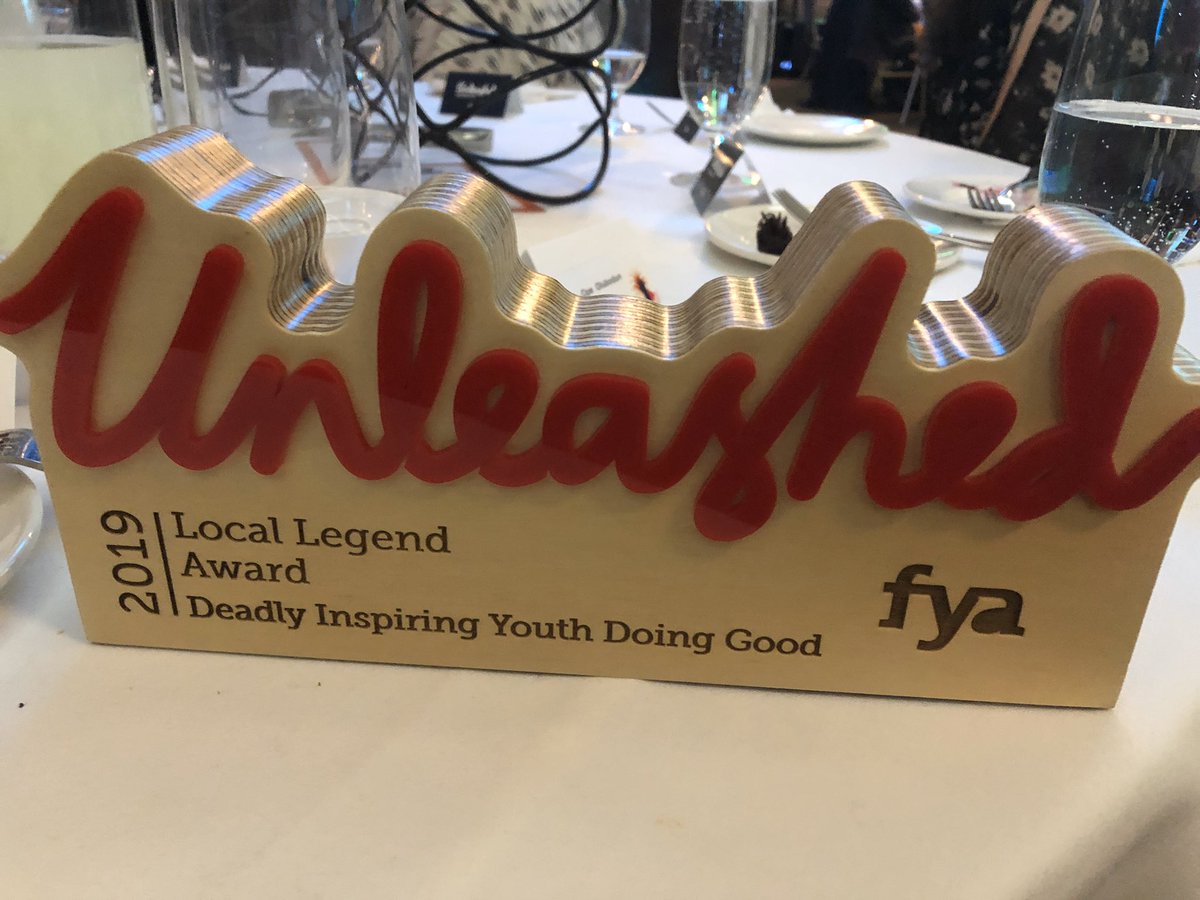 Unleashed
2019
Local Legend
Award
Deadly Inspiring Youth Doing Good
fya